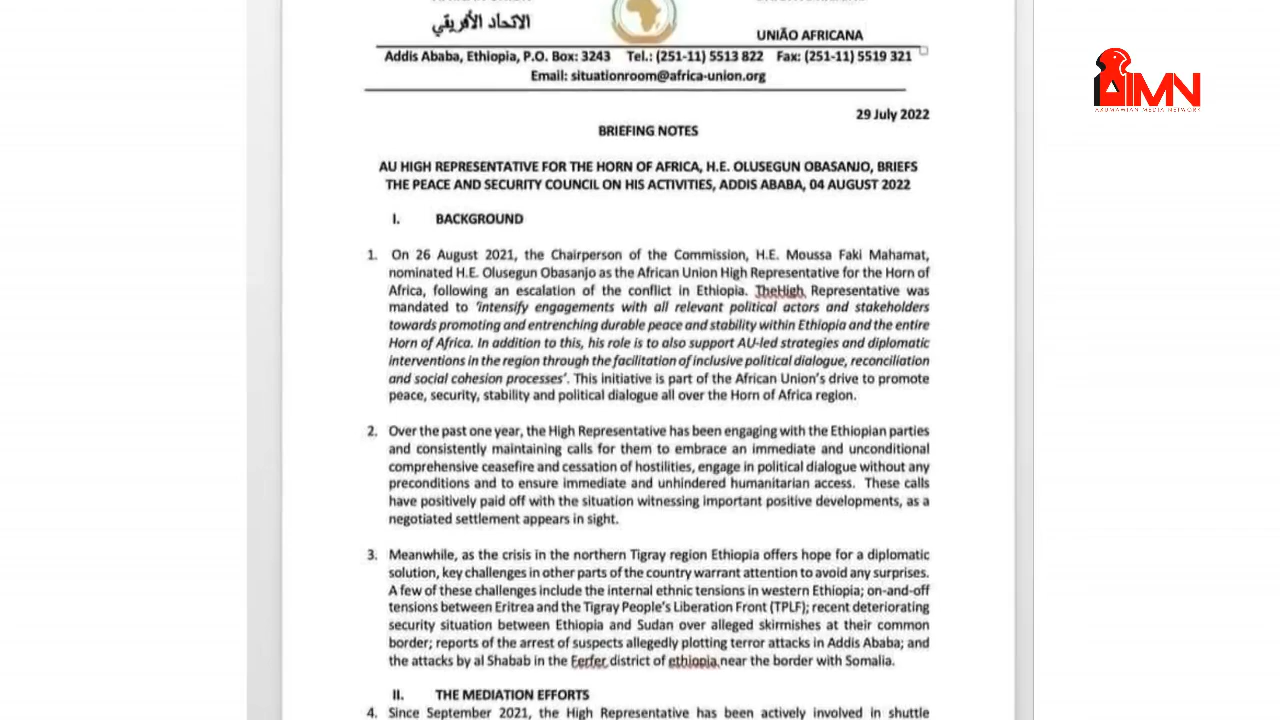 الاتحاد الأفريقي
UNIÃO AFRICANA
Addis Ababa, Ethiopia, P.O. Box: 3243 Tel.: (251-11) 5513 822 Fax: (251-11) 5519 321
Email: situationroom@africa-union.org
AIMN
AXUMAWIAN MEDIA NETWORK
29 July 2022
BRIEFING NOTES
AU HIGH REPRESENTATIVE FOR THE HORN OF AFRICA, H.E. OLUSEGUN OBASANJO, BRIEFS
THE PEACE AND SECURITY COUNCIL ON HIS ACTIVITIES, ADDIS ABABA, 04 AUGUST 2022
I. BACKGROUND
1. On 26 August 2021, the Chairperson of the Commission, H.E. Moussa Faki Mahamat,
nominated H.E. Olusegun Obasanjo as the African Union High Representative for the Horn of
Africa, following an escalation of the conflict in Ethiopia. TheHigh Representative was
mandated to 'intensify engagements with all relevant political actors and stakeholders
towards promoting and entrenching durable peace and stability within Ethiopia and the entire
Horn of Africa. In addition to this, his role is to also support AU-led strategies and diplomatic
interventions in the region through the facilitation of inclusive political dialogue, reconciliation
and social cohesion processes'. This initiative is part of the African Union's drive to promote
peace, security, stability and political dialogue all over the Horn of Africa region.
2. Over the past one year, the High Representative has been engaging with the Ethiopian parties
and consistently maintaining calls for them to embrace an immediate and unconditional
comprehensive ceasefire and cessation of hostilities, engage in political dialogue without any
preconditions and to ensure immediate and unhindered humanitarian access. These calls
have positively paid off with the situation witnessing important positive developments, as a
negotiated settlement appears in sight.
3. Meanwhile, as the crisis in the northern Tigray region Ethiopia offers hope for a diplomatic
solution, key challenges in other parts of the country warrant attention to avoid any surprises.
A few of these challenges include the internal ethnic tensions in western Ethiopia; on-and-off
tensions between Eritrea and the Tigray People's Liberation Front (TPLF); recent deteriorating
security situation between Ethiopia and Sudan over alleged skirmishes at their common
border; reports of the arrest of suspects allegedly plotting terror attacks in Addis Ababa; and
the attacks by al Shabab in the Ferfer district of ethiopia near the border with Somalia.
II. THE MEDIATION EFFORTS
4. Since September 2021, the High Representative has been actively involved in shuttle